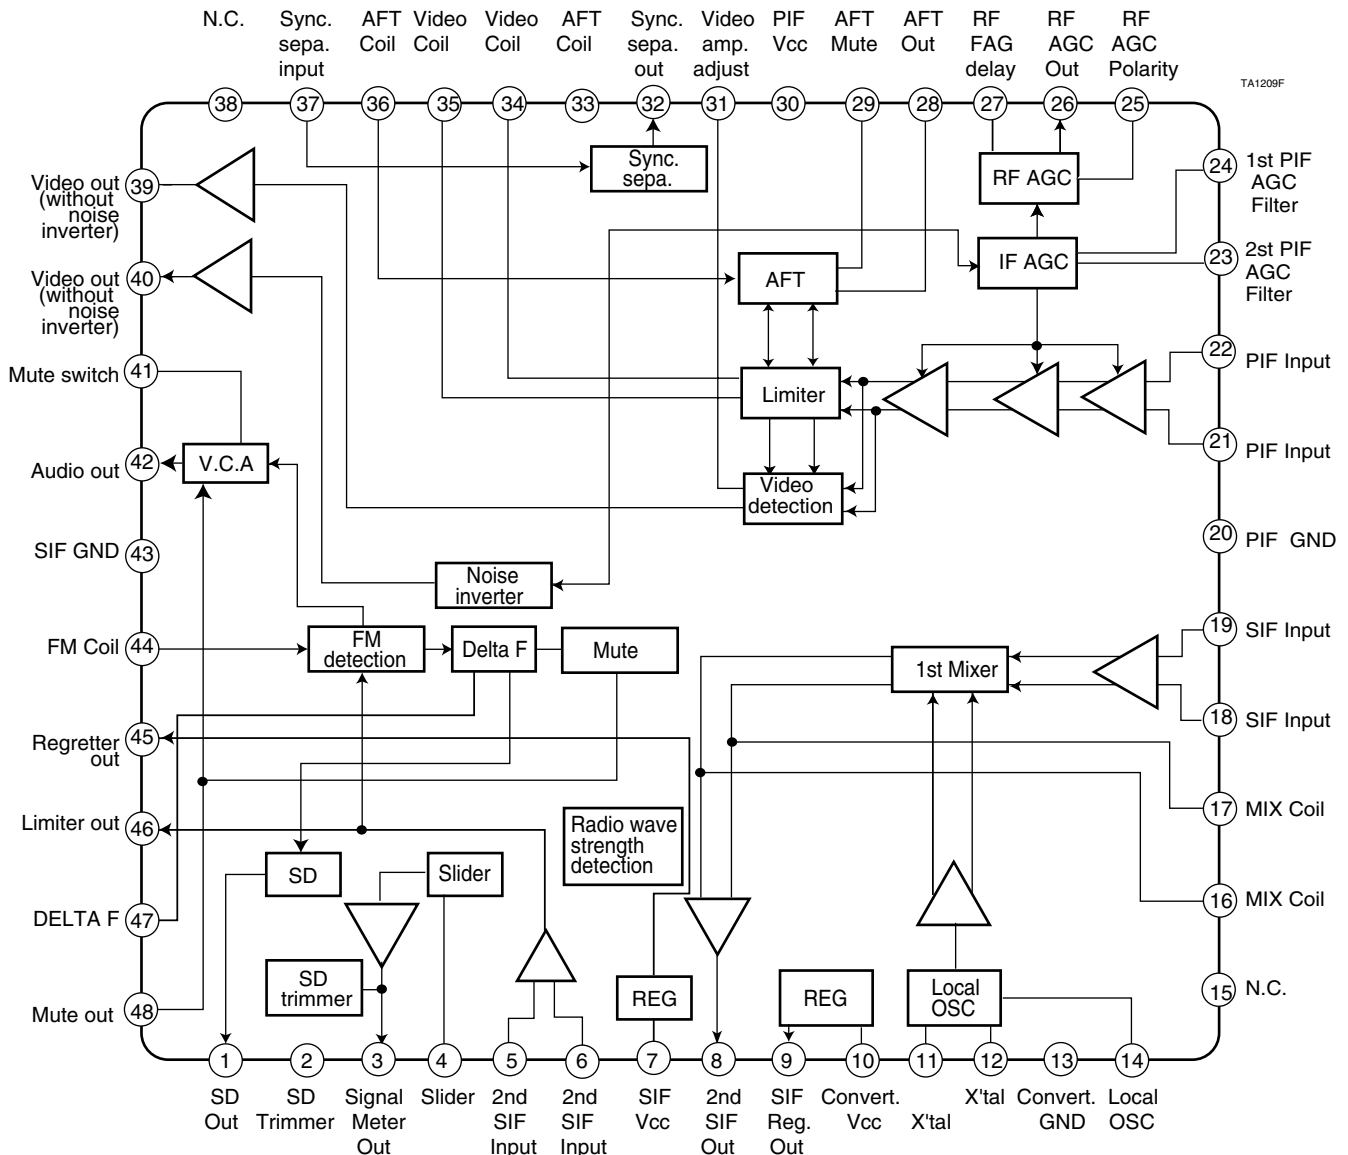 N.C. Sync. AFT Video Video AFT Sync. Video PIF AFT AFT RF RF RF
sepa. Coil Coil Coil Coil sepa. amp. Vcc Mute Out FAG AGC AGC
input out adjust delay Out Polarity
TA1209F
38 37 36 35 34 33 32 31 30 29 28 27 26 25
Sync.
sepa.
RF AGC
24
1st PIF
AGC
Filter
Video out
(without
noise
inverter)
39
IF AGC
23
2st PIF
AGC
Filter
Video out
(without
noise
inverter)
40
AFT
22
PIF Input
Mute switch
41
Limiter
21
PIF Input
Audio out
42
V.C.A
Video
detection
20
PIF GND
SIF GND
43
Noise
inverter
19
SIF Input
FM Coil
44
FM
detection
Delta F
Mute
1st Mixer
18
SIF Input
Regretter
out
45
17
MIX Coil
Limiter out
46
Radio wave
strength
detection
SD
Slider
16
MIX Coil
DELTA F
47
SD
trimmer
REG
REG
Local
OSC
15
N.C.
Mute out
48
1 2 3 4 5 6 7 8 9 10 11 12 13 14
SD SD Signal Slider 2nd 2nd SIF 2nd SIF Convert. X'tal Convert. Local
Out Trimmer Meter SIF SIF Vcc SIF Reg. Vcc X'tal GND OSC
Out Input Input Out Out